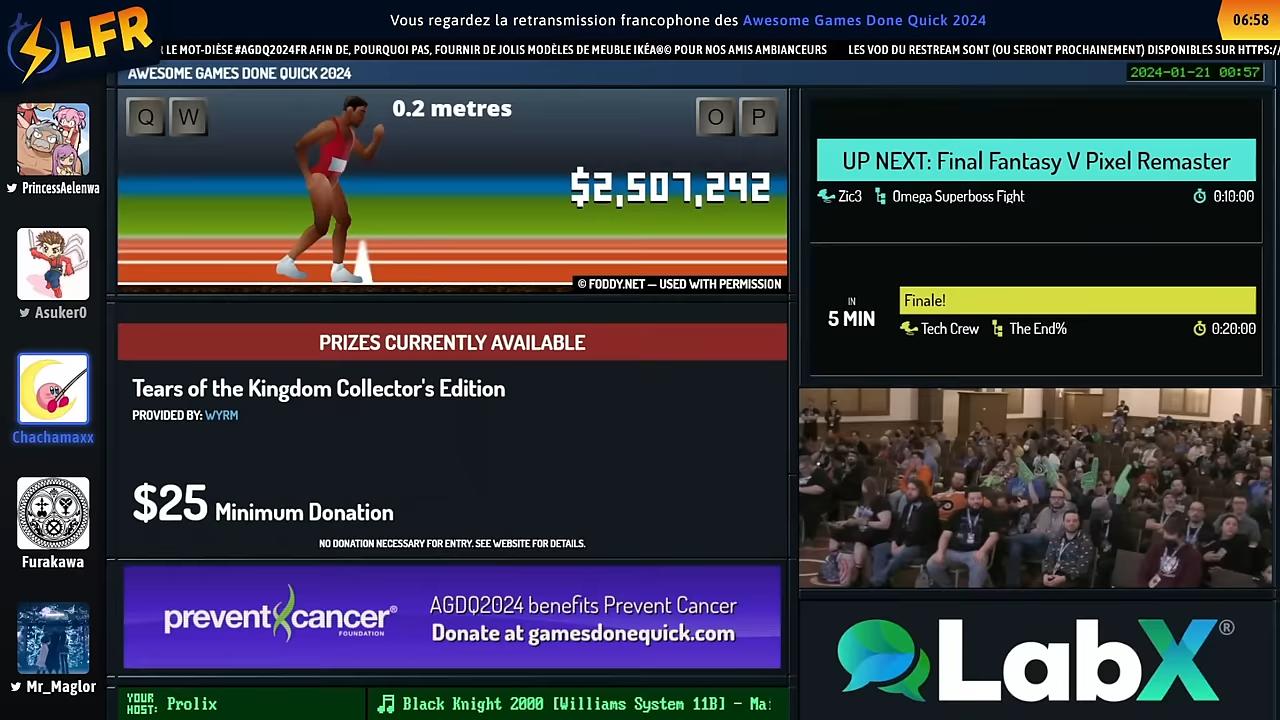 LFR
Vous regardez la retransmission francophone des Awesome Games Done Quick 2024
06:58
LE MOT-DIÈSE #AGDQ2024FR AFIN DE, POURQUOI PAS, FOURNIR DE JOLIS MODÈLES DE MEUBLE IKÉA@© POUR NOS AMIS AMBIANCEURS
LES VOD DU RESTREAM SONT (OU SERONT PROCHAINEMENT) DISPONIBLES SUR HTTPS:/
AWESOME GAMES DONE QUICK 2024
2024-01-21 00:57
Q W
0.2 metres
O P
$2,507,292
© FODDY.NET — USED WITH PERMISSION
UP NEXT: Final Fantasy V Pixel Remaster
Zic3 Omega Superboss Fight 0:10:00
IN
5 MIN
Finale!
Tech Crew The End% 0:20:00
PrincessAelenwa
Asuker0
Chachamaxx
Furakawa
Mr_Maglor
PRIZES CURRENTLY AVAILABLE
Tears of the Kingdom Collector's Edition
PROVIDED BY: WYRM
$25 Minimum Donation
NO DONATION NECESSARY FOR ENTRY. SEE WEBSITE FOR DETAILS.
prevent cancer®
FOUNDATION
AGDQ2024 benefits Prevent Cancer
Donate at gamesdonequick.com
LabX®
YOUR
HOST: Prolix
Black Knight 2000 [Williams System 11B] - Ma